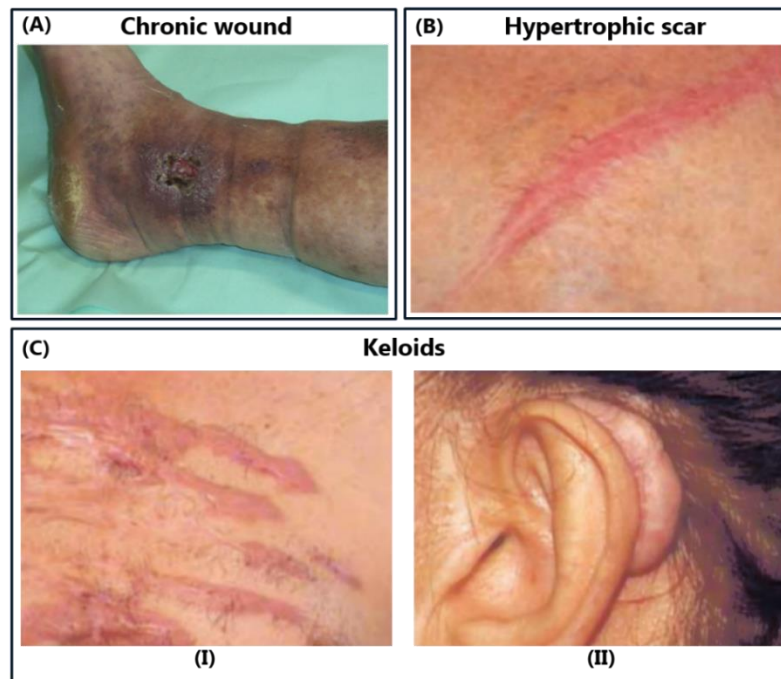 (A) Chronic wound
(B) Hypertrophic scar
(C) Keloids
(I)
(II)